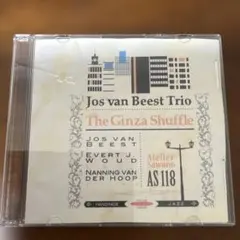 Jos van Beest Trio
The Ginza Shuffle
JOS VAN
BEEST
EVERT J.
WOUD
NANNING VAN
DER HOOP
Atelier
Sawano
AS 118
JAZZ